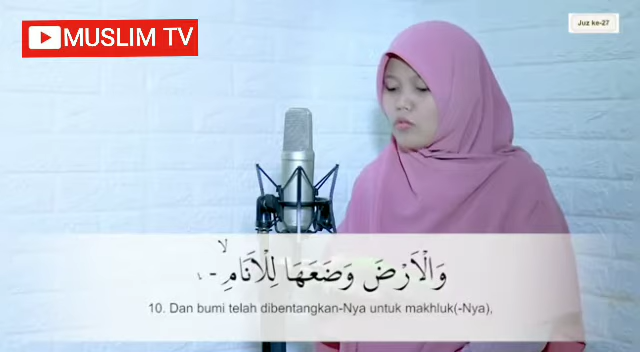 MUSLIM TV
Juz ke-27
وَالْاَرْضَ وَضَعَهَا لِلْاَنَامِۙ -
10. Dan bumi telah dibentangkan-Nya untuk makhluk(-Nya),